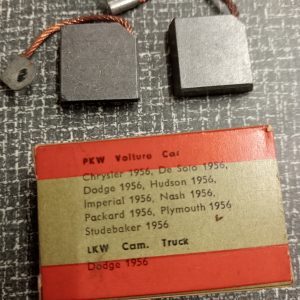 PKW Voiture Car
Chrysler 1956, De Soto 1956,
Dodge 1956, Hudson 1956,
Imperial 1956, Nash 1956,
Packard 1956, Plymouth 1956
Studebaker 1956
LKW Cam. Truck
Dodge 1956